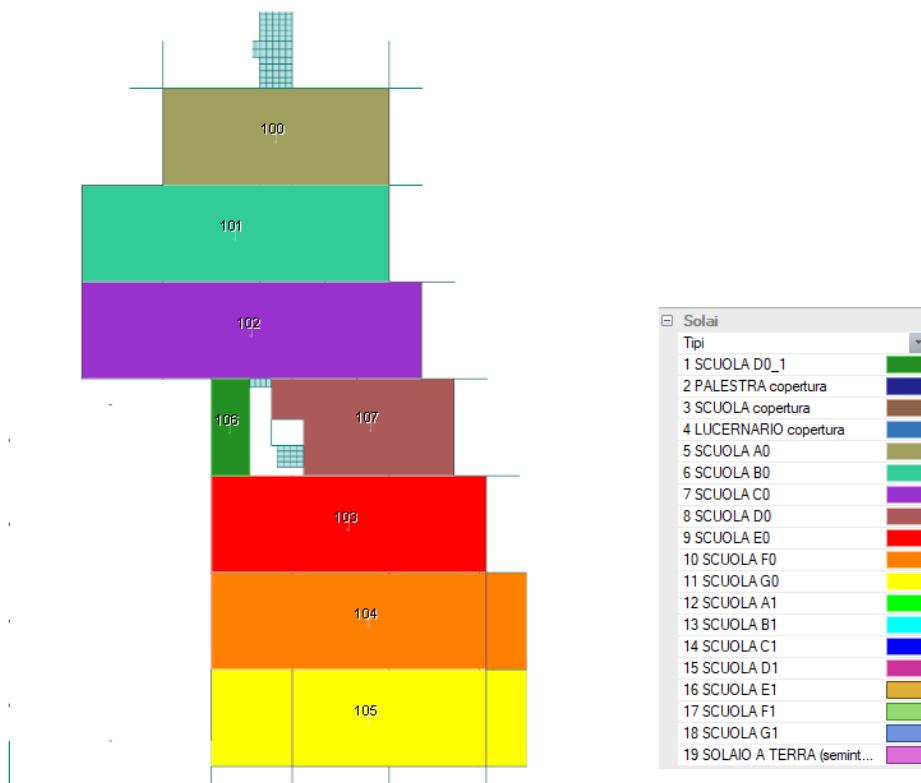 100
101
102
106
107
103
104
105
Solai
Tipi
1 SCUOLA D0_1
2 PALESTRA copertura
3 SCUOLA copertura
4 LUCERNARIO copertura
5 SCUOLA A0
6 SCUOLA B0
7 SCUOLA C0
8 SCUOLA D0
9 SCUOLA E0
10 SCUOLA F0
11 SCUOLA G0
12 SCUOLA A1
13 SCUOLA B1
14 SCUOLA C1
15 SCUOLA D1
16 SCUOLA E1
17 SCUOLA F1
18 SCUOLA G1
19 SOLAIO A TERRA (semint...